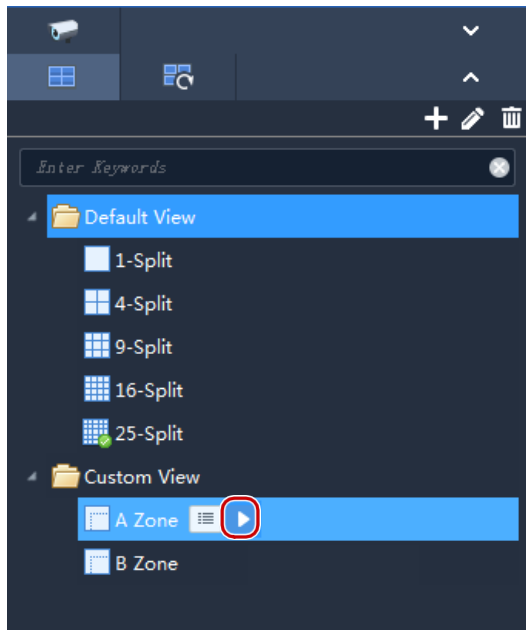 Enter Keywords
Default View
1-Split
4-Split
9-Split
16-Split
25-Split
Custom View
A Zone
B Zone